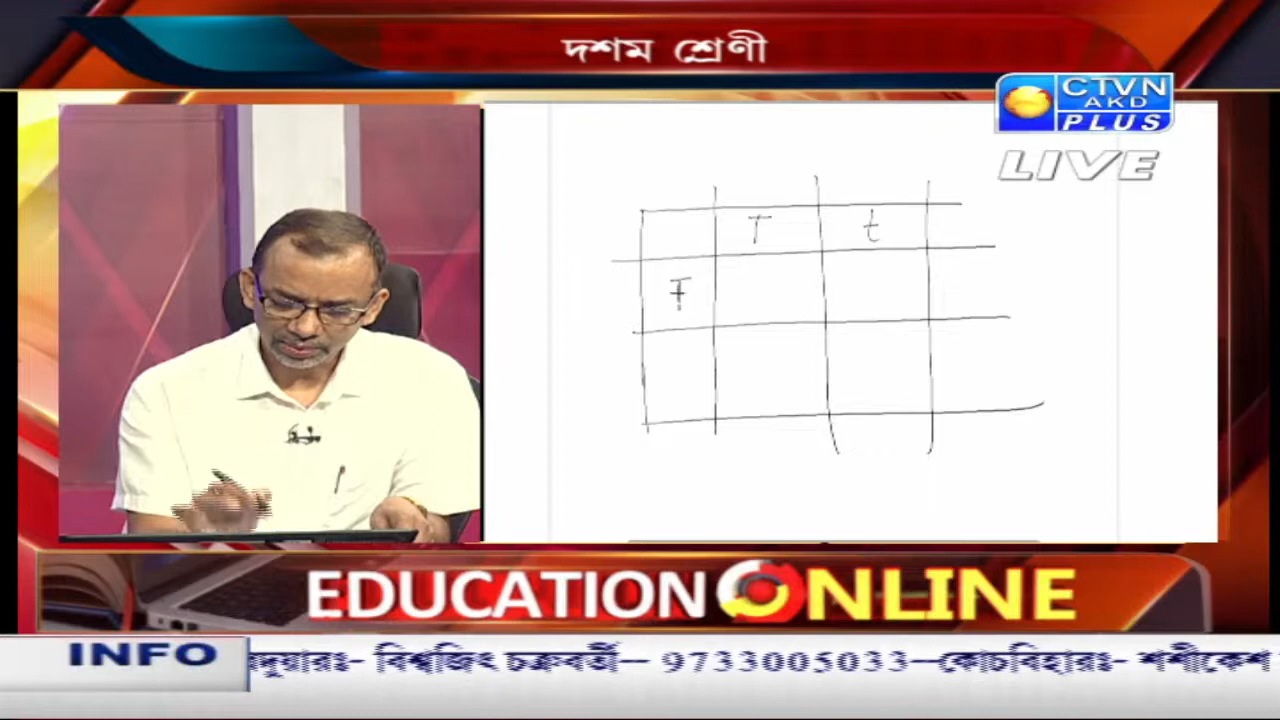 দশম শ্রেণী
CTVN
AKD
PLUS
LIVE
T t
T
EDUCATION ONLINE
INFO
বিশ্বজিৎ চক্রবর্তী– 9733005033–কোচবিহারঃ- শশীকেশ